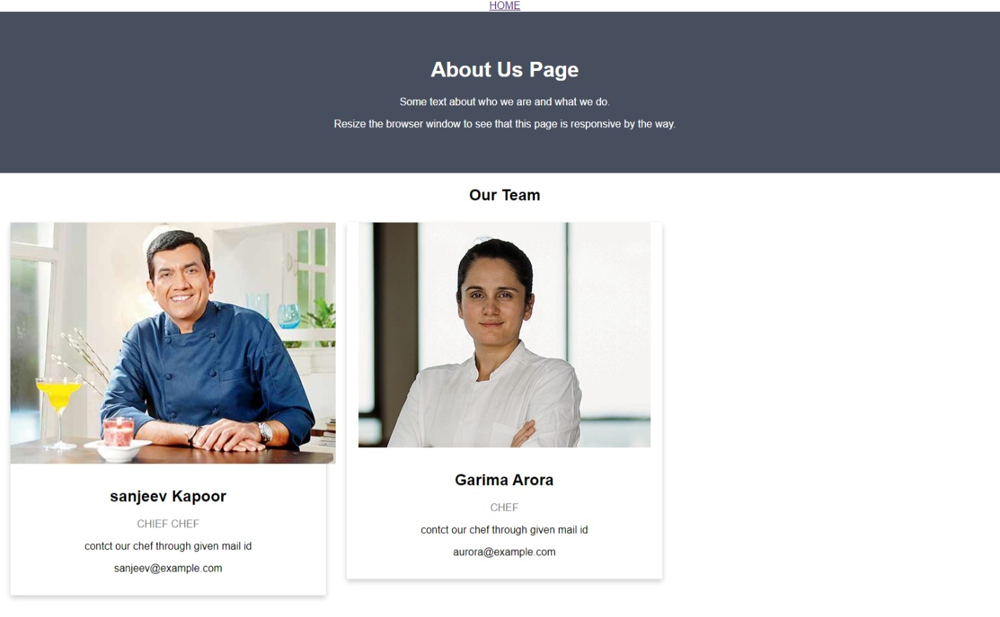 HOME
About Us Page
Some text about who we are and what we do.
Resize the browser window to see that this page is responsive by the way.
Our Team
sanjeev Kapoor
CHIEF CHEF
contct our chef through given mail id
sanjeev@example.com
Garima Arora
CHEF
contct our chef through given mail id
aurora@example.com